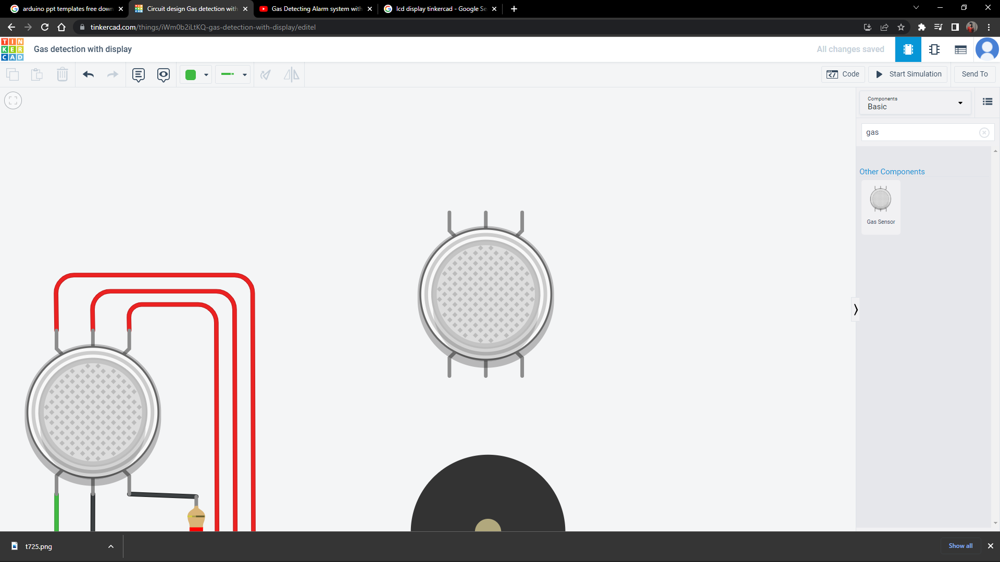 arduino ppt templates free down
Circuit design Gas detection with
Gas Detecting Alarm system with
lcd display tinkercad - Google Se
tinkercad.com/things/iWm0b2iLtKQ-gas-detection-with-display/editel
TIN
KER
CAD
Gas detection with display
All changes saved
Code
Start Simulation
Send To
Components
Basic
gas
Other Components
Gas Sensor
t725.png
Show all